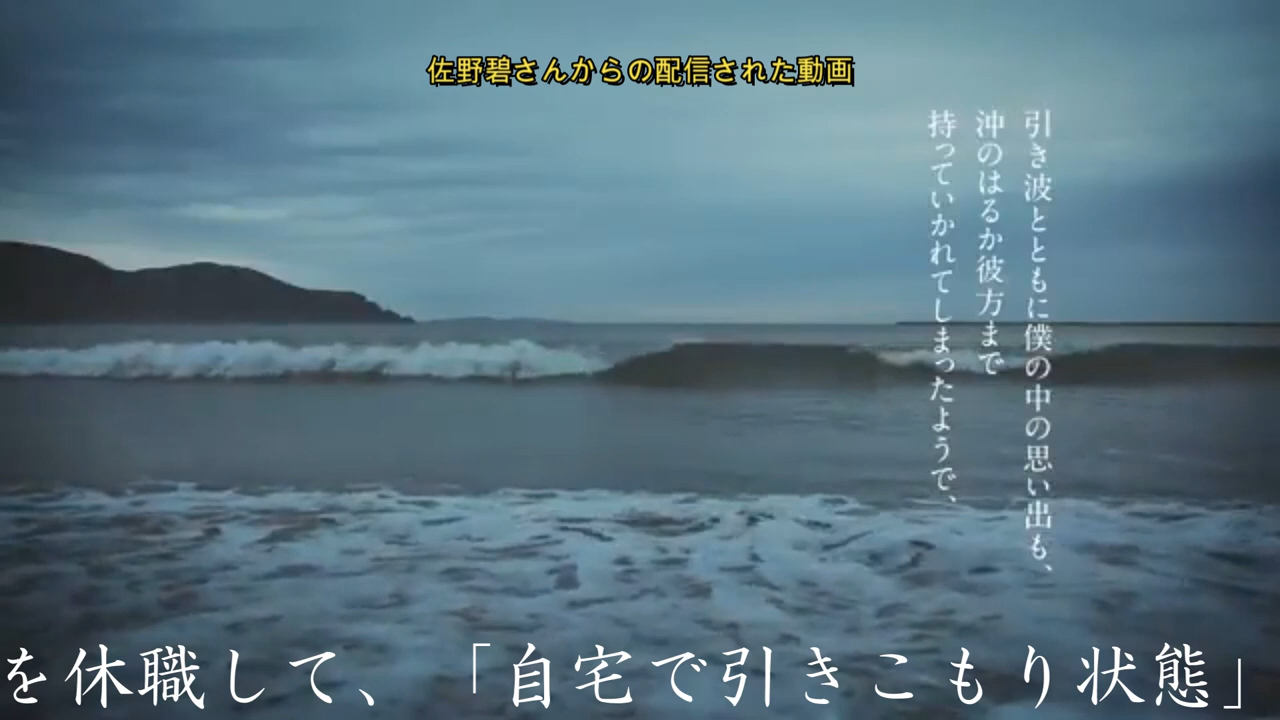 佐野碧さんからの配信された動画
引き波とともに僕の中の思い出も、
沖のはるか彼方まで
持っていかれてしまったようで、
を休職して、「自宅で引きこもり状態」